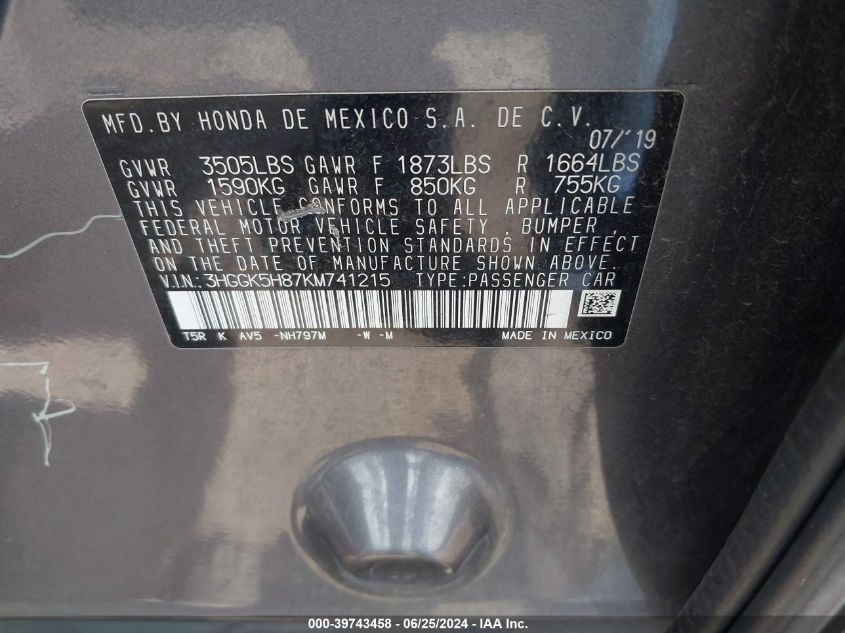 MFD.BY HONDA DE MEXICO S.A. DE C.V.
07/'19
GVWR 3505LBS GAWR F 1873LBS R 1664LBS
GVWR 1590KG GAWR F 850KG R 755KG
THIS VEHICLE CONFORMS TO ALL APPLICABLE
FEDERAL MOTOR VEHICLE SAFETY, BUMPER,
AND THEFT PREVENTION STANDARDS IN EFFECT
ON THE DATE OF MANUFACTURE SHOWN ABOVE.
V.I.N.:3HGGK5H87KM741215 TYPE:PASSENGER CAR
T5R K AV5 -NH797M -W -M MADE IN MEXICO
000-39743458 - 06/25/2024 - IAA Inc.